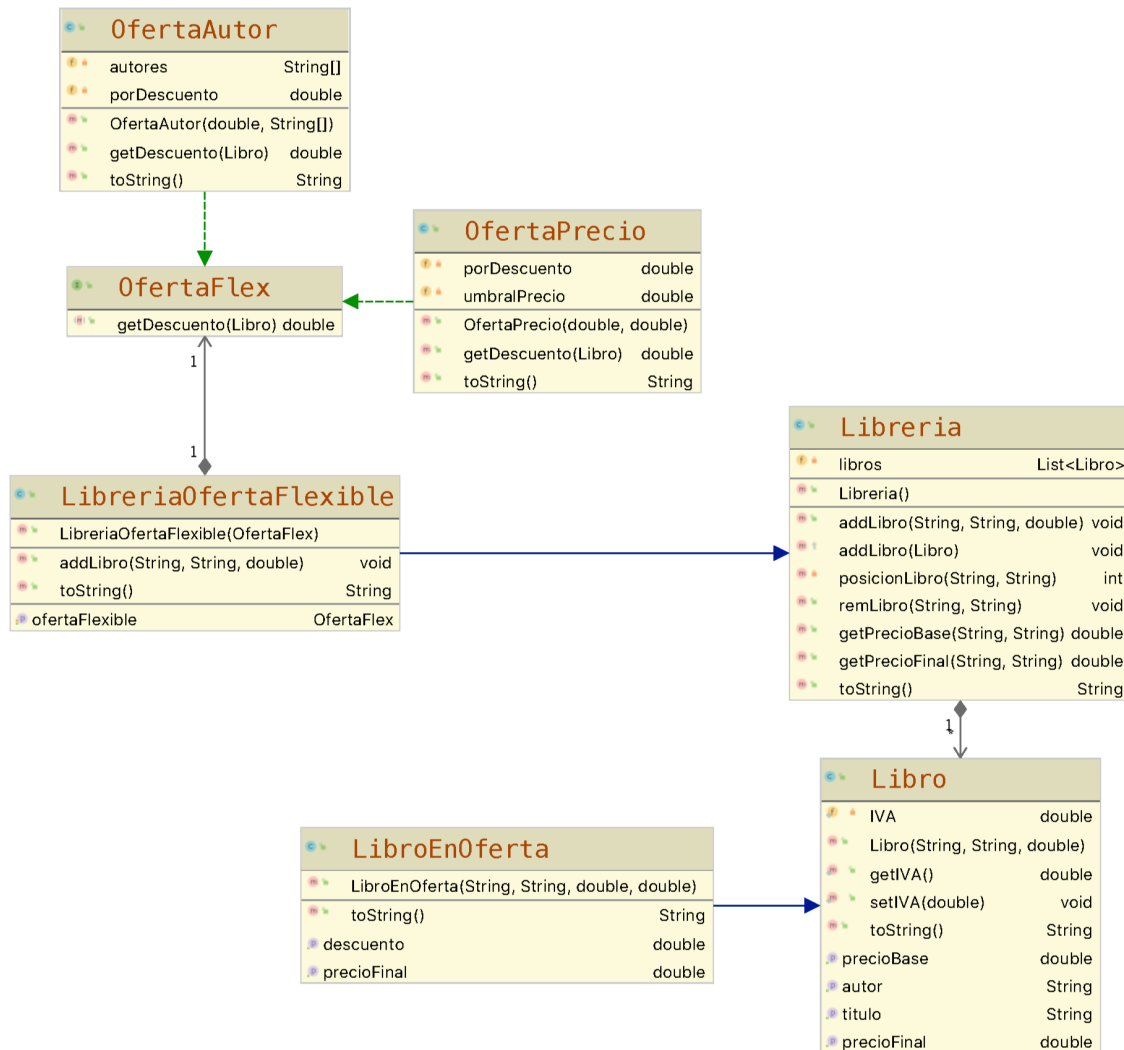 OfertaAutor
autores String[]
porDescuento double
OfertaAutor(double, String[])
getDescuento(Libro) double
toString() String
OfertaPrecio
porDescuento double
umbralPrecio double
OfertaPrecio(double, double)
getDescuento(Libro) double
toString() String
OfertaFlex
getDescuento(Libro) double
1
1
LibreriaOfertaFlexible
LibreriaOfertaFlexible(OfertaFlex)
addLibro(String, String, double) void
toString() String
ofertaFlexible OfertaFlex
Libreria
libros List<Libro>
Libreria()
addLibro(String, String, double) void
addLibro(Libro) void
posicionLibro(String, String) int
remLibro(String, String) void
getPrecioBase(String, String) double
getPrecioFinal(String, String) double
toString() String
1
Libro
IVA double
Libro(String, String, double)
getIVA() double
setIVA(double) void
toString() String
precioBase double
autor String
titulo String
precioFinal double
LibroEnOferta
LibroEnOferta(String, String, double, double)
toString() String
descuento double
precioFinal double